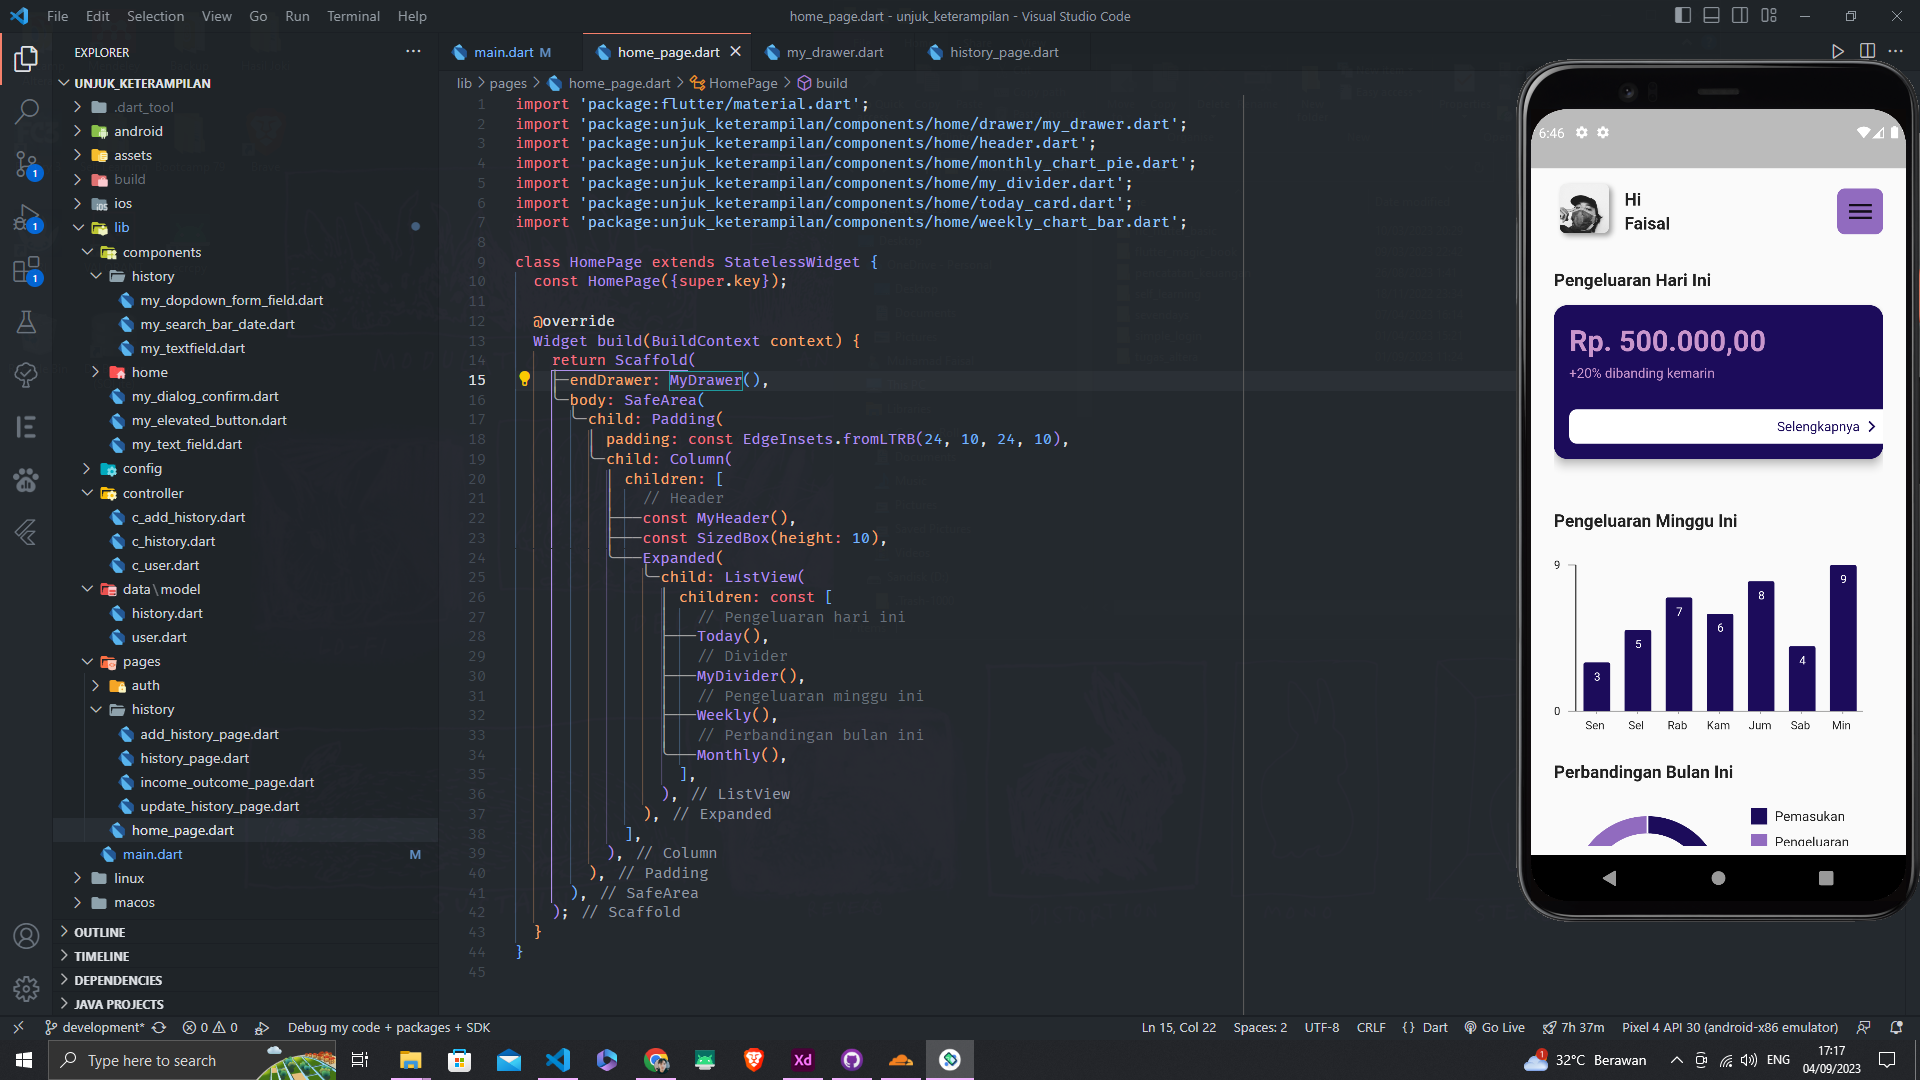 File Edit Selection View Go Run Terminal Help
home_page.dart - unjuk_keterampilan - Visual Studio Code
EXPLORER
UNJUK_KETERAMPILAN
.dart_tool
android
assets
build
ios
lib
components
history
my_dopdown_form_field.dart
my_search_bar_date.dart
my_textfield.dart
home
my_dialog_confirm.dart
my_elevated_button.dart
my_text_field.dart
config
controller
c_add_history.dart
c_history.dart
c_user.dart
data\model
history.dart
user.dart
pages
auth
history
add_history_page.dart
history_page.dart
income_outcome_page.dart
update_history_page.dart
home_page.dart
main.dart M
linux
macos
OUTLINE
TIMELINE
DEPENDENCIES
JAVA PROJECTS
1
1
1
main.dart M home_page.dart my_drawer.dart history_page.dart
lib > pages > home_page.dart > HomePage > build
1 import 'package:flutter/material.dart';
2 import 'package:unjuk_keterampilan/components/home/drawer/my_drawer.dart';
3 import 'package:unjuk_keterampilan/components/home/header.dart';
4 import 'package:unjuk_keterampilan/components/home/monthly_chart_pie.dart';
5 import 'package:unjuk_keterampilan/components/home/my_divider.dart';
6 import 'package:unjuk_keterampilan/components/home/today_card.dart';
7 import 'package:unjuk_keterampilan/components/home/weekly_chart_bar.dart';
8
9 class HomePage extends StatelessWidget {
10 const HomePage({super.key});
11
12 @override
13 Widget build(BuildContext context) {
14 return Scaffold(
15 endDrawer: MyDrawer(),
16 body: SafeArea(
17 child: Padding(
18 padding: const EdgeInsets.fromLTRB(24, 10, 24, 10),
19 child: Column(
20 children: [
21 // Header
22 const MyHeader(),
23 const SizedBox(height: 10),
24 Expanded(
25 child: ListView(
26 children: const [
27 // Pengeluaran hari ini
28 Today(),
29 // Divider
30 MyDivider(),
31 // Pengeluaran minggu ini
32 Weekly(),
33 // Perbandingan bulan ini
34 Monthly(),
35 ],
36 ), // ListView
37 ), // Expanded
38 ],
39 ), // Column
40 ), // Padding
41 ), // SafeArea
42 ); // Scaffold
43 }
44 }
45
6:46
Hi
Faisal
Pengeluaran Hari Ini
Rp. 500.000,00
+20% dibanding kemarin
Selengkapnya
Pengeluaran Minggu Ini
9
0
3 5 7 6 8 4 9
Sen Sel Rab Kam Jum Sab Min
Perbandingan Bulan Ini
Pemasukan
Pengeluaran
development* 0 0 Debug my code + packages + SDK
Ln 15, Col 22 Spaces: 2 UTF-8 CRLF {} Dart Go Live 7h 37m Pixel 4 API 30 (android-x86 emulator)
Type here to search
Xd
1
32°C Berawan
ENG
17:17
04/09/2023